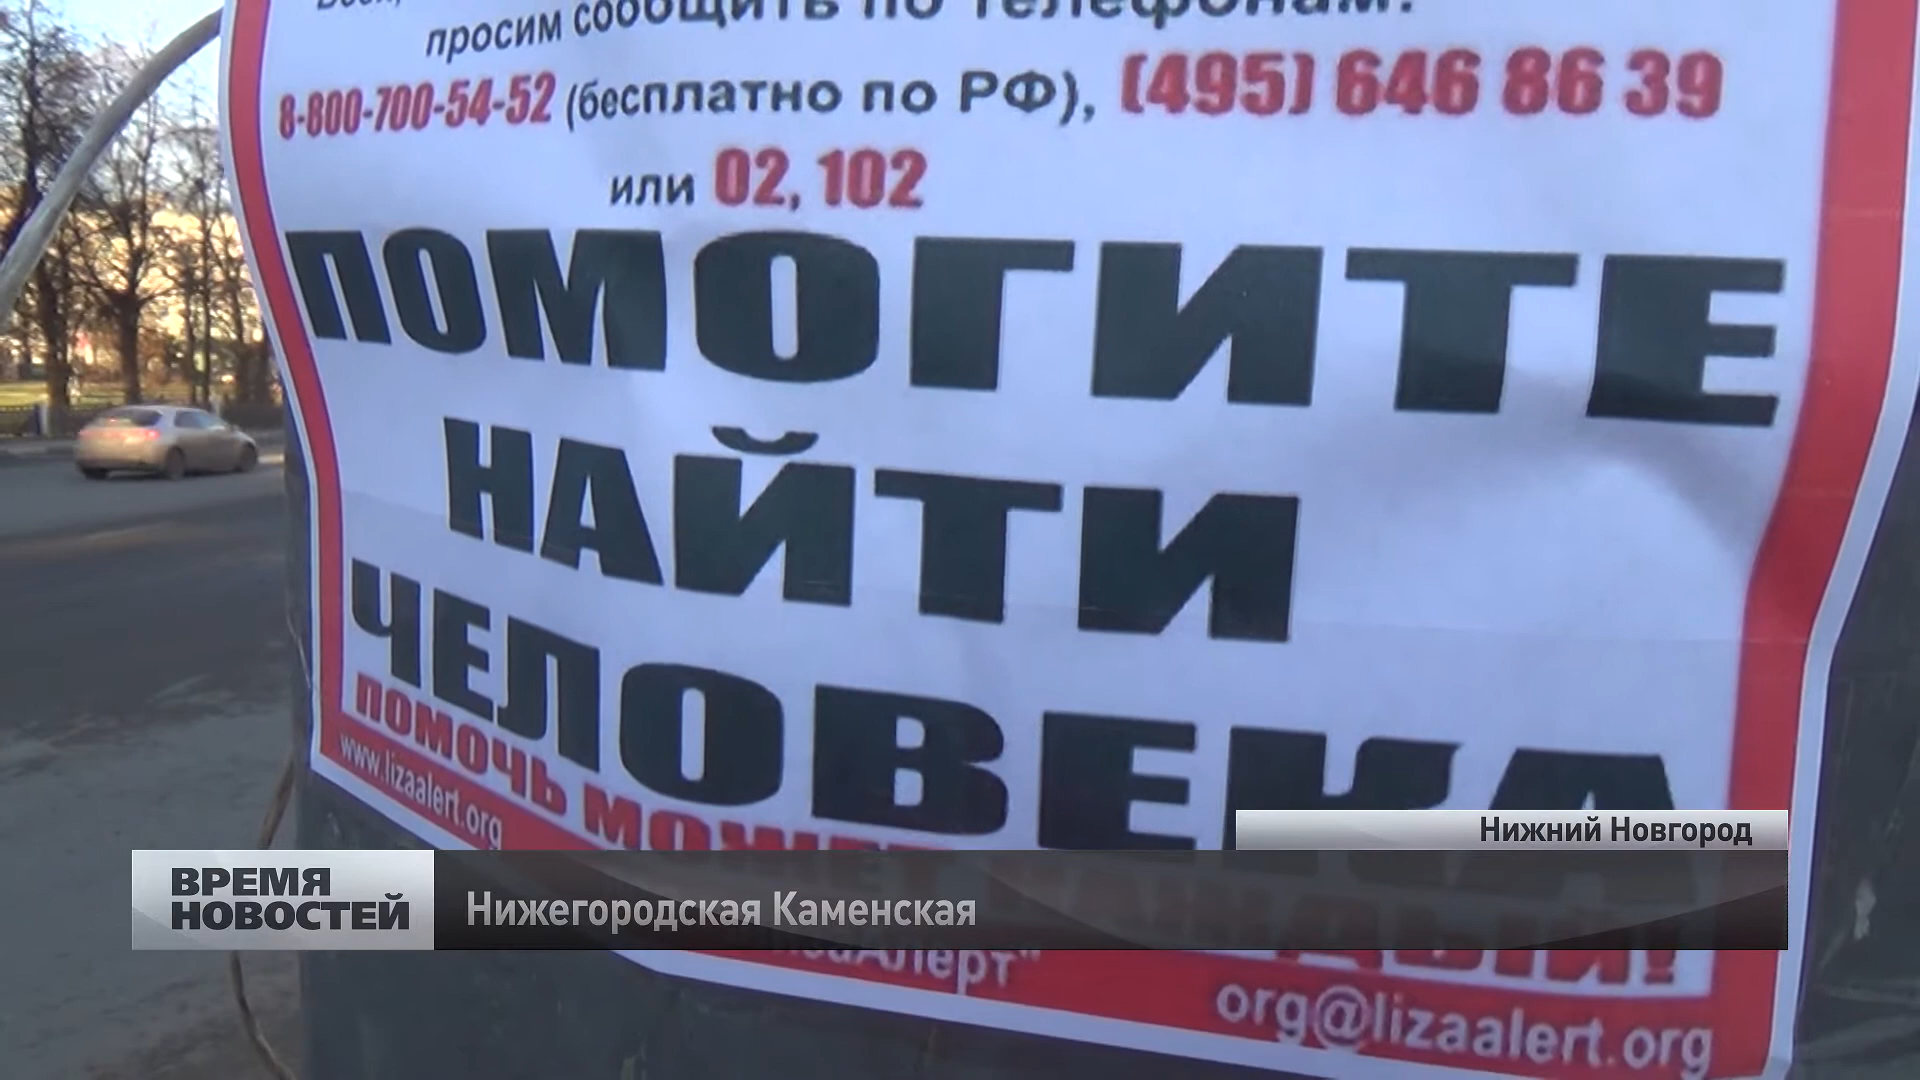 просим сообщить по телефонам:
8-800-700-54-52 (бесплатно по РФ), (495) 646 86 39
или 02, 102
ПОМОГИТЕ
НАЙТИ
ЧЕЛОВЕКА
ПОМОЧЬ МОЖЕТ КАЖДЫЙ!
www.lizaalert.org
org@lizaalert.org
Нижний Новгород
ВРЕМЯ
НОВОСТЕЙ
Нижегородская Каменская